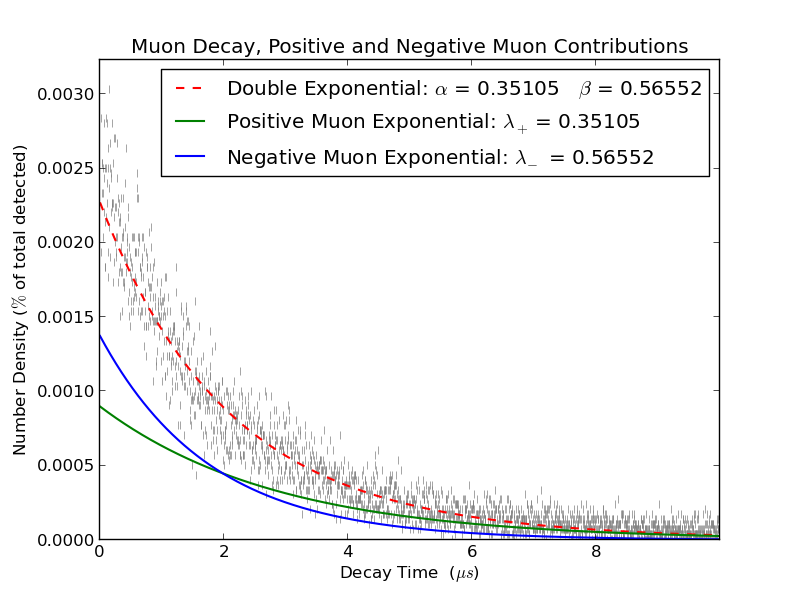 Muon Decay, Positive and Negative Muon Contributions
Double Exponential: α = 0.35105 β = 0.56552
Positive Muon Exponential: λ₊ = 0.35105
Negative Muon Exponential: λ₋ = 0.56552
Number Density (% of total detected)
0.0030
0.0025
0.0020
0.0015
0.0010
0.0005
0.0000
0 2 4 6 8
Decay Time (μs)